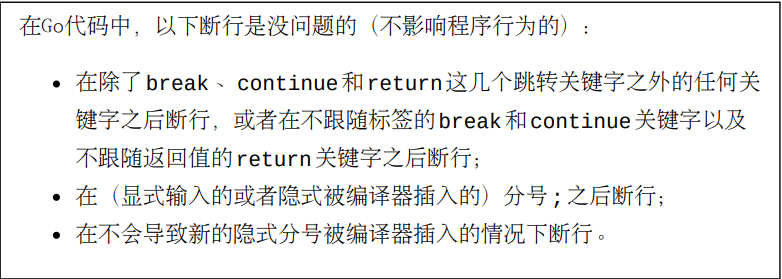 在Go代码中，以下断行是没问题的（不影响程序行为的）：
• 在除了break、continue和return这几个跳转关键字之外的任何关
键字之后断行，或者在不跟随标签的break和continue关键字以及
不跟随返回值的return关键字之后断行；
• 在（显式输入的或者隐式被编译器插入的）分号;之后断行；
• 在不会导致新的隐式分号被编译器插入的情况下断行。